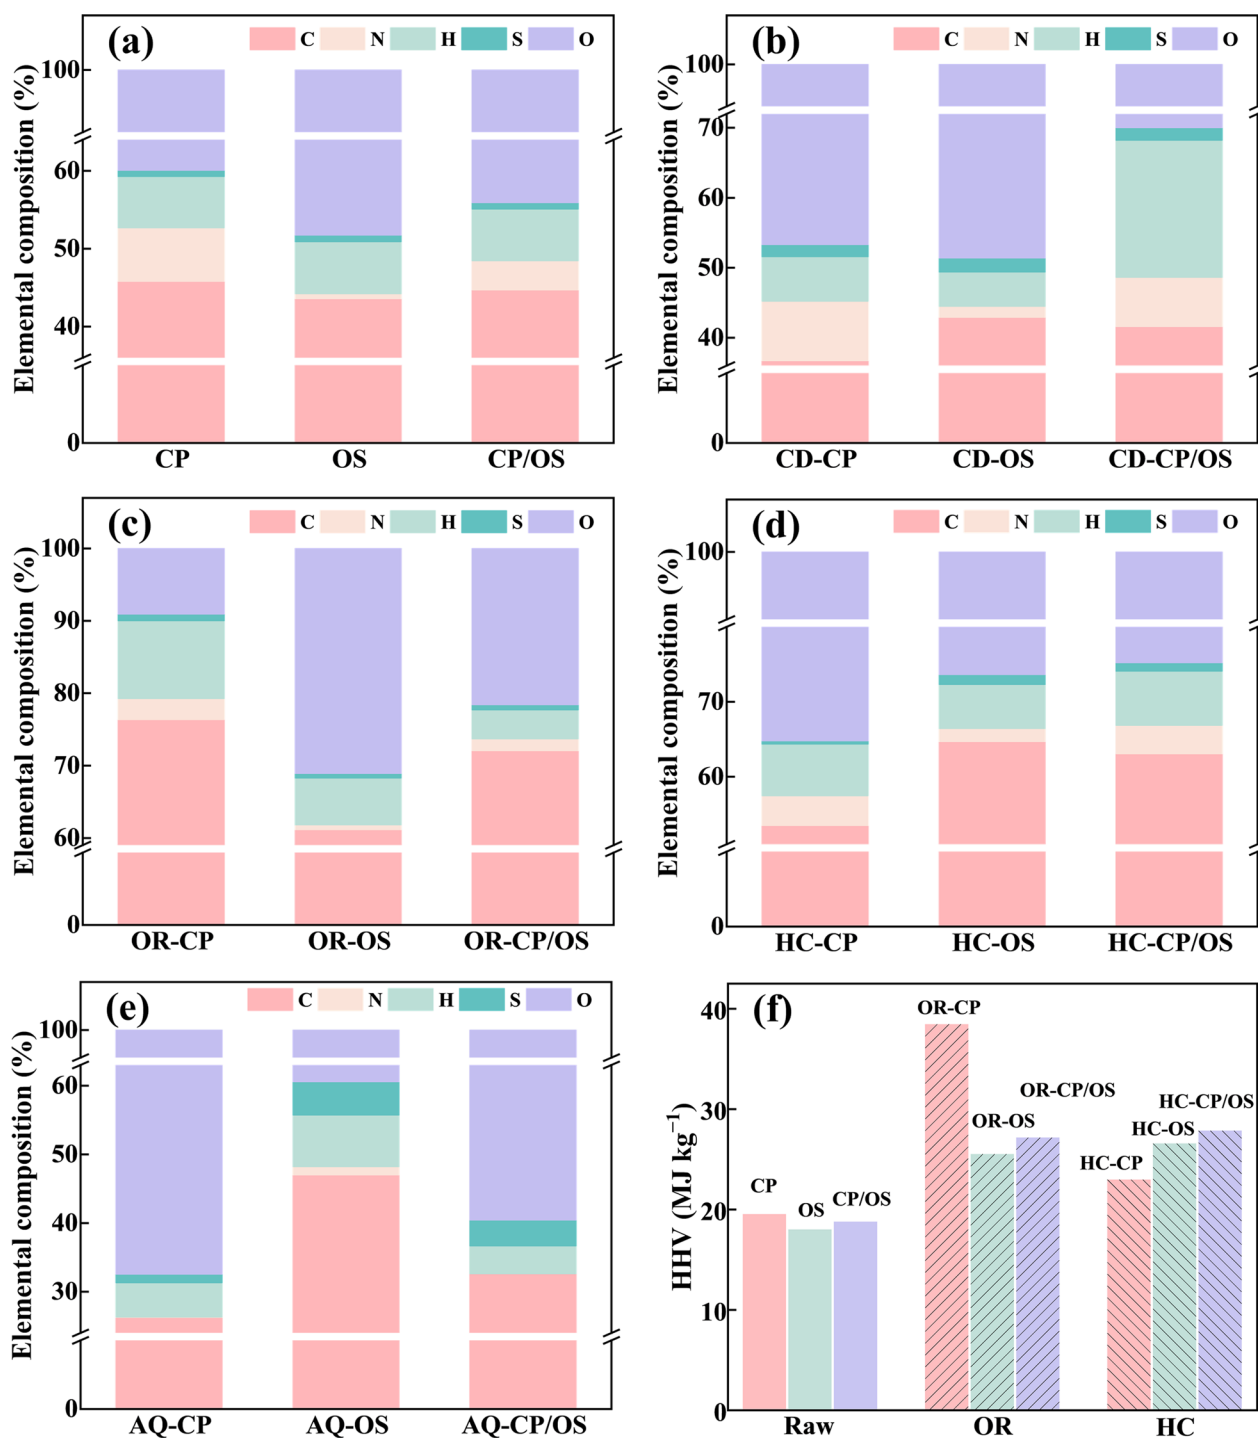 (a)
C N H S O
Elemental composition (%)
100
60
50
40
0
CP OS CP/OS
(b)
C N H S O
Elemental composition (%)
100
70
60
50
40
0
CD-CP CD-OS CD-CP/OS
(c)
C N H S O
Elemental composition (%)
100
90
80
70
60
0
OR-CP OR-OS OR-CP/OS
(d)
C N H S O
Elemental composition (%)
100
70
60
0
HC-CP HC-OS HC-CP/OS
(e)
C N H S O
Elemental composition (%)
100
60
50
40
30
0
AQ-CP AQ-OS AQ-CP/OS
(f)
HHV (MJ kg⁻¹)
40
30
20
10
0
CP
OS
CP/OS
OR-CP
OR-OS
OR-CP/OS
HC-CP
HC-OS
HC-CP/OS
Raw OR HC